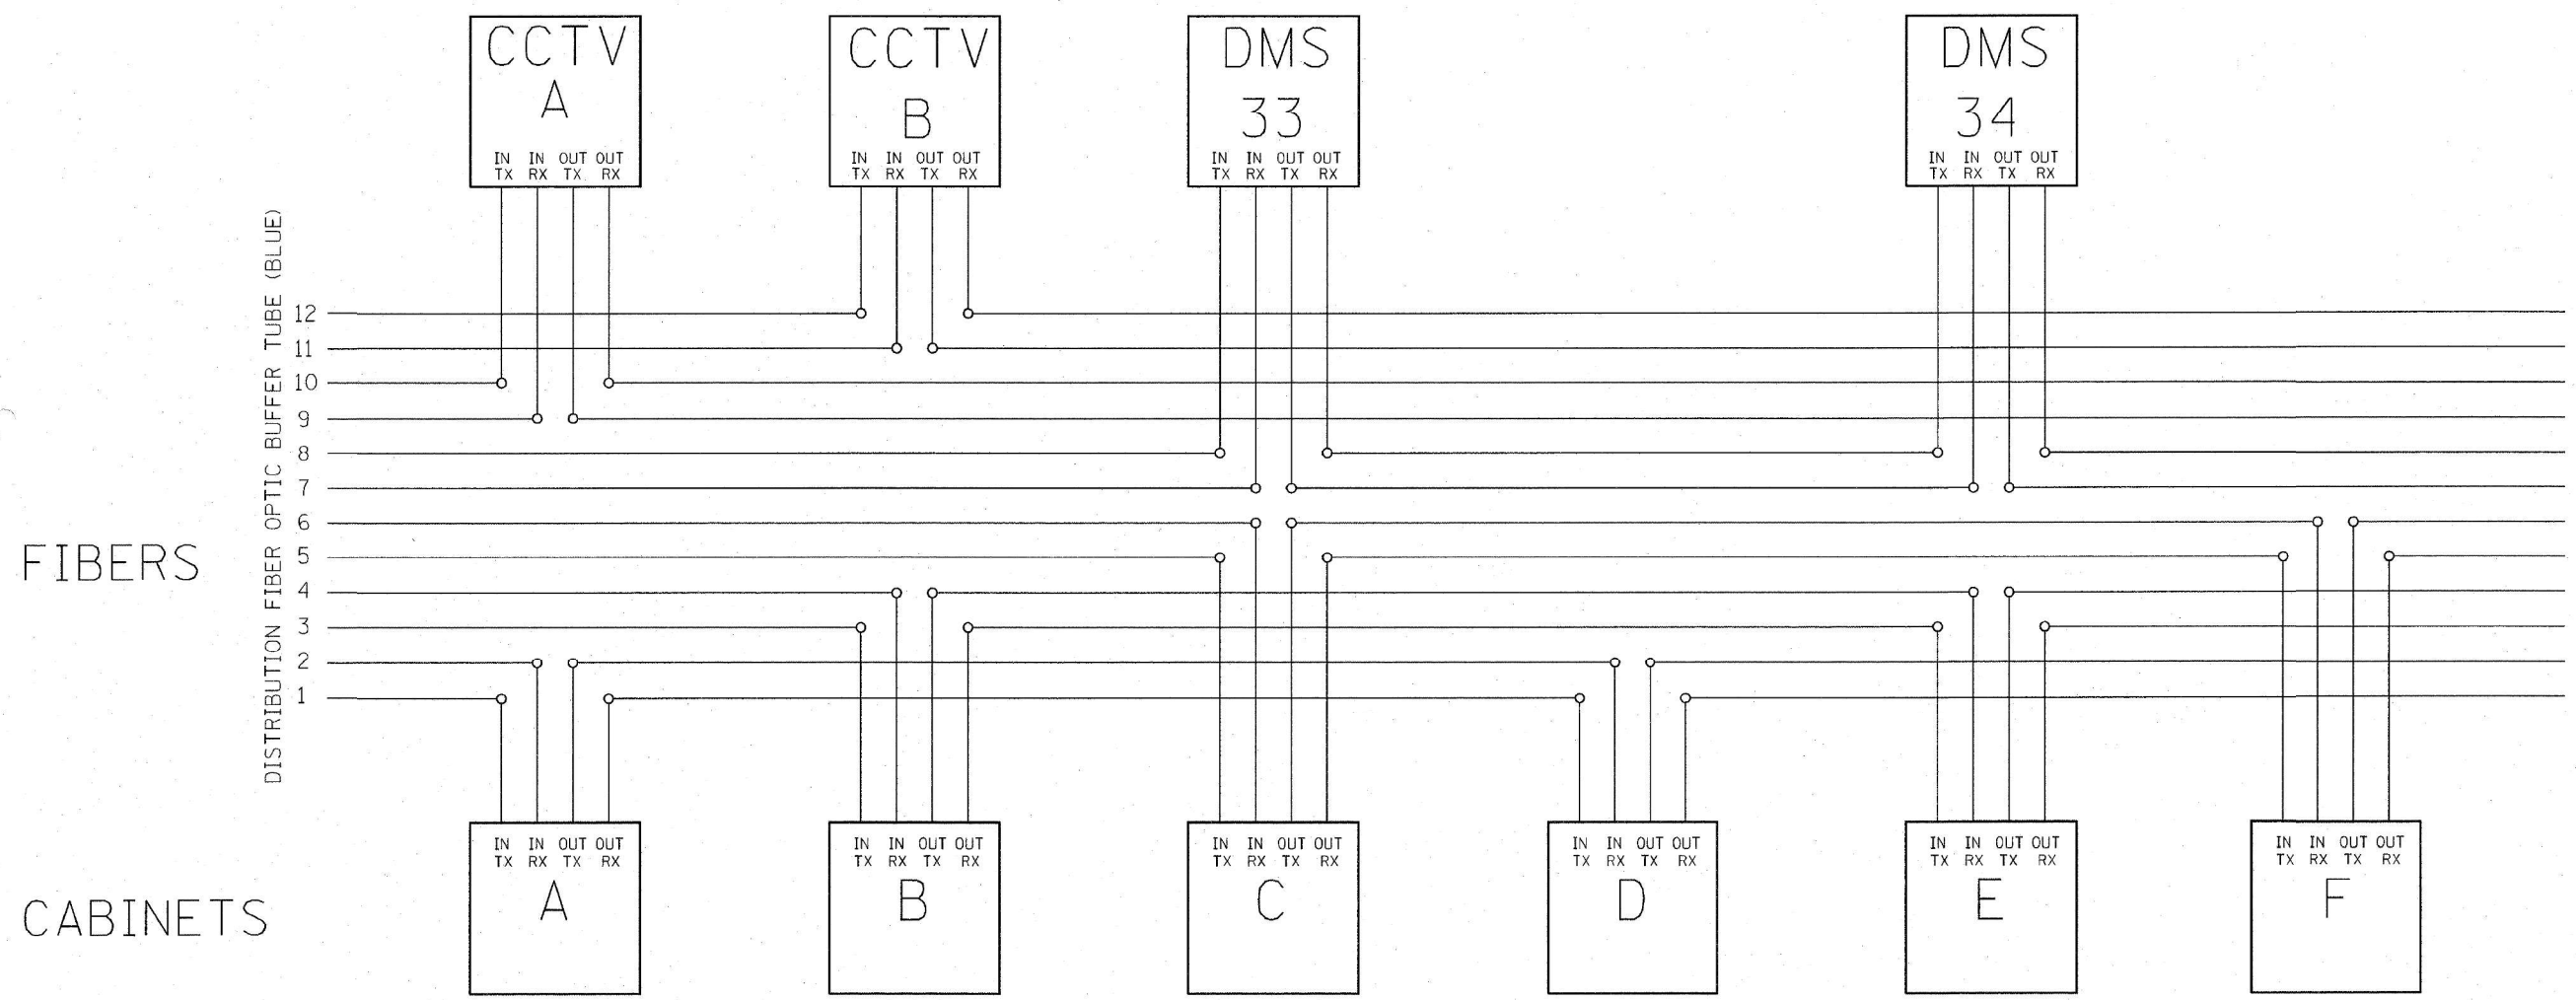 CCTV
A
IN IN OUT OUT
TX RX TX RX
CCTV
B
IN IN OUT OUT
TX RX TX RX
DMS
33
IN IN OUT OUT
TX RX TX RX
DMS
34
IN IN OUT OUT
TX RX TX RX
DISTRIBUTION FIBER OPTIC BUFFER TUBE (BLUE)
12
11
10
9
8
7
6
5
4
3
2
1
FIBERS
CABINETS
IN IN OUT OUT
TX RX TX RX
A
IN IN OUT OUT
TX RX TX RX
B
IN IN OUT OUT
TX RX TX RX
C
IN IN OUT OUT
TX RX TX RX
D
IN IN OUT OUT
TX RX TX RX
E
IN IN OUT OUT
TX RX TX RX
F